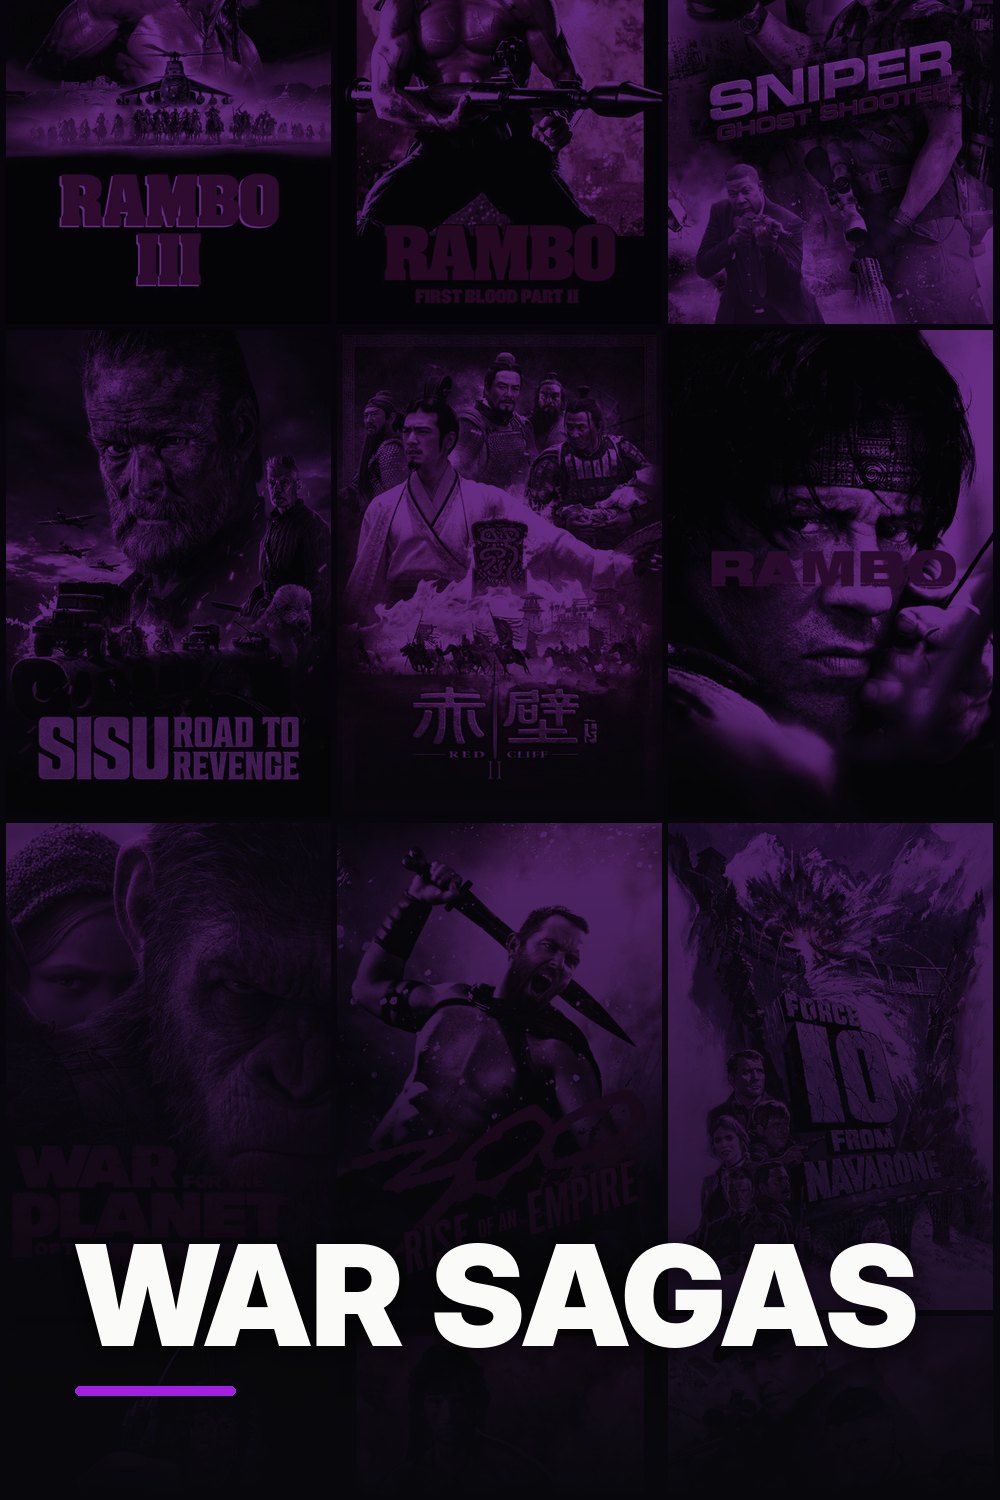 RAMBO
III
RAMBO
FIRST BLOOD PART II
SNIPER
GHOST SHOOTER
SISU ROAD TO
REVENGE
赤壁
RED CLIFF
II
RAMBO
WAR FOR THE
PLANET
300
RISE OF AN EMPIRE
FORCE
10
FROM
NAVARONE
WAR SAGAS